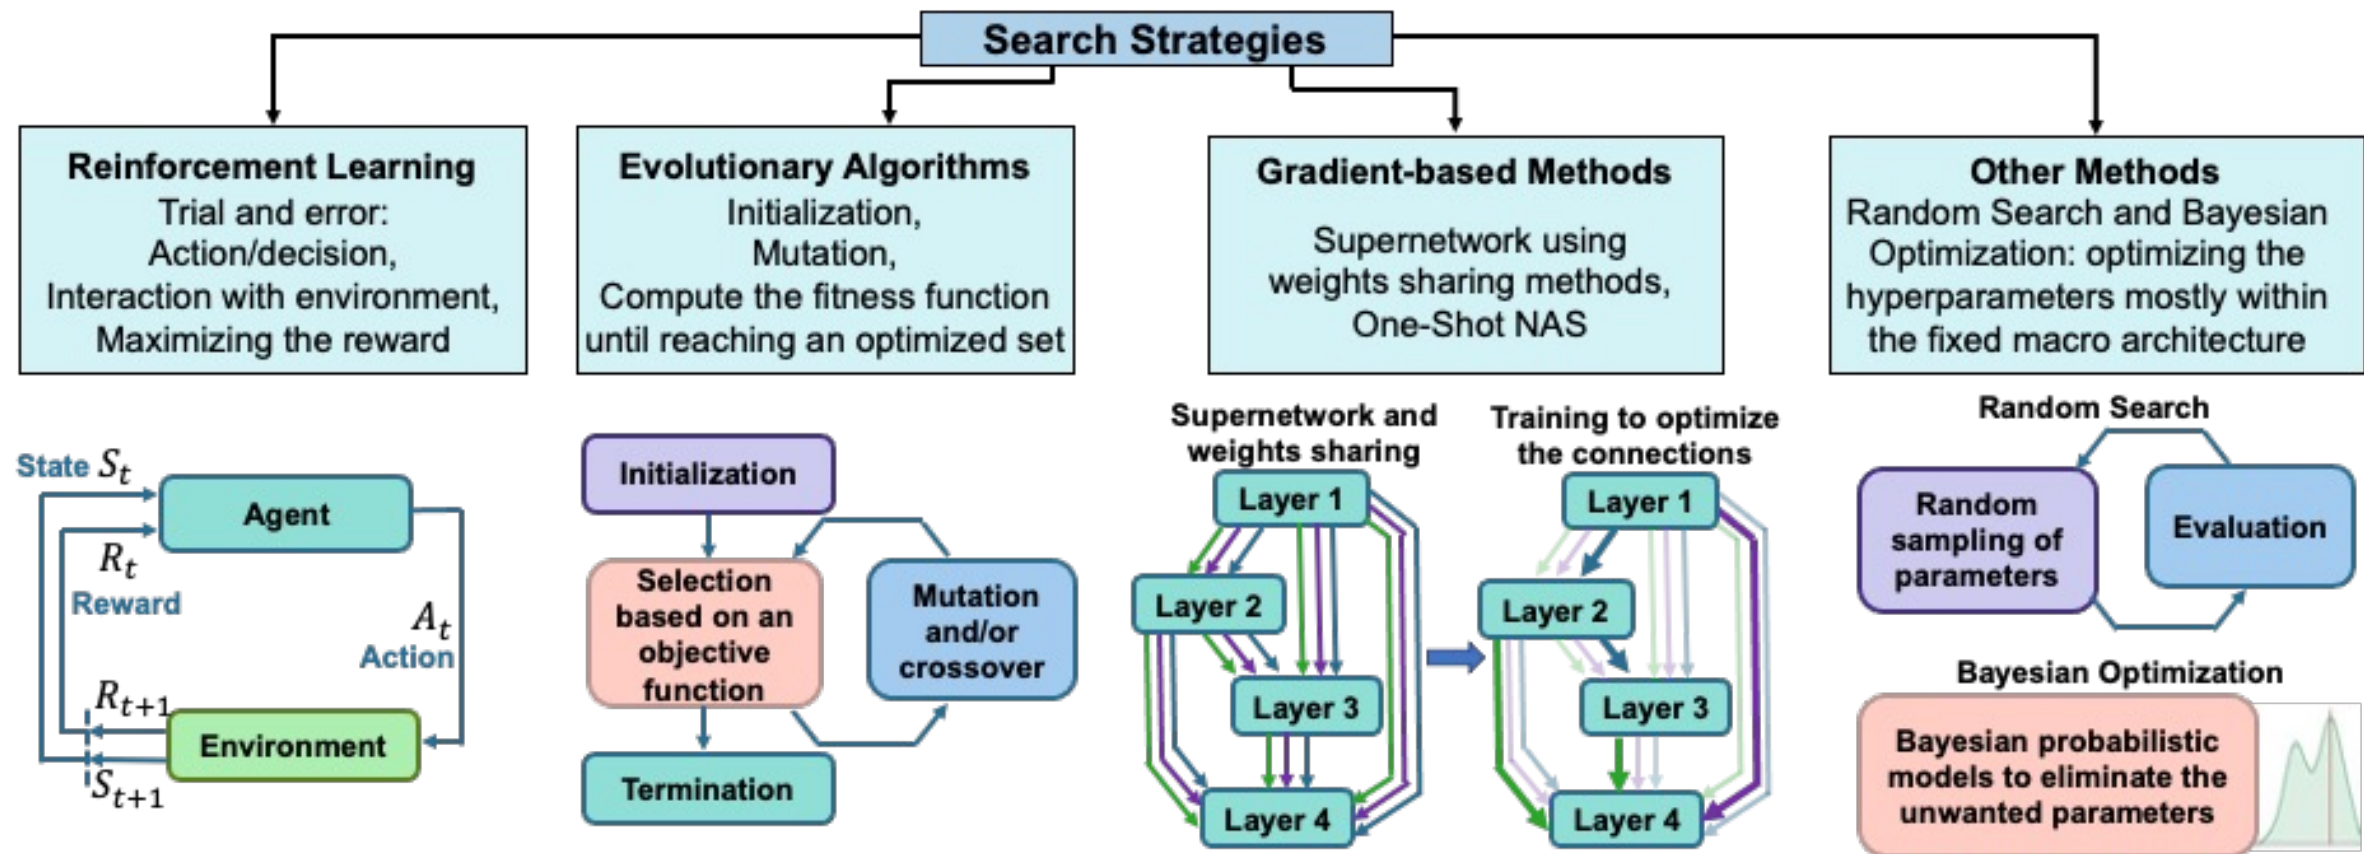 Search Strategies
Reinforcement Learning
Trial and error:
Action/decision,
Interaction with environment,
Maximizing the reward
Evolutionary Algorithms
Initialization,
Mutation,
Compute the fitness function
until reaching an optimized set
Gradient-based Methods
Supernetwork using
weights sharing methods,
One-Shot NAS
Other Methods
Random Search and Bayesian
Optimization: optimizing the
hyperparameters mostly within
the fixed macro architecture
State S_t
Agent
R_t
Reward
A_t
Action
R_{t+1}
Environment
S_{t+1}
Initialization
Selection
based on an
objective
function
Mutation
and/or
crossover
Termination
Supernetwork and
weights sharing
Layer 1
Layer 2
Layer 3
Layer 4
Training to optimize
the connections
Layer 1
Layer 2
Layer 3
Layer 4
Random Search
Random
sampling of
parameters
Evaluation
Bayesian Optimization
Bayesian probabilistic
models to eliminate the
unwanted parameters